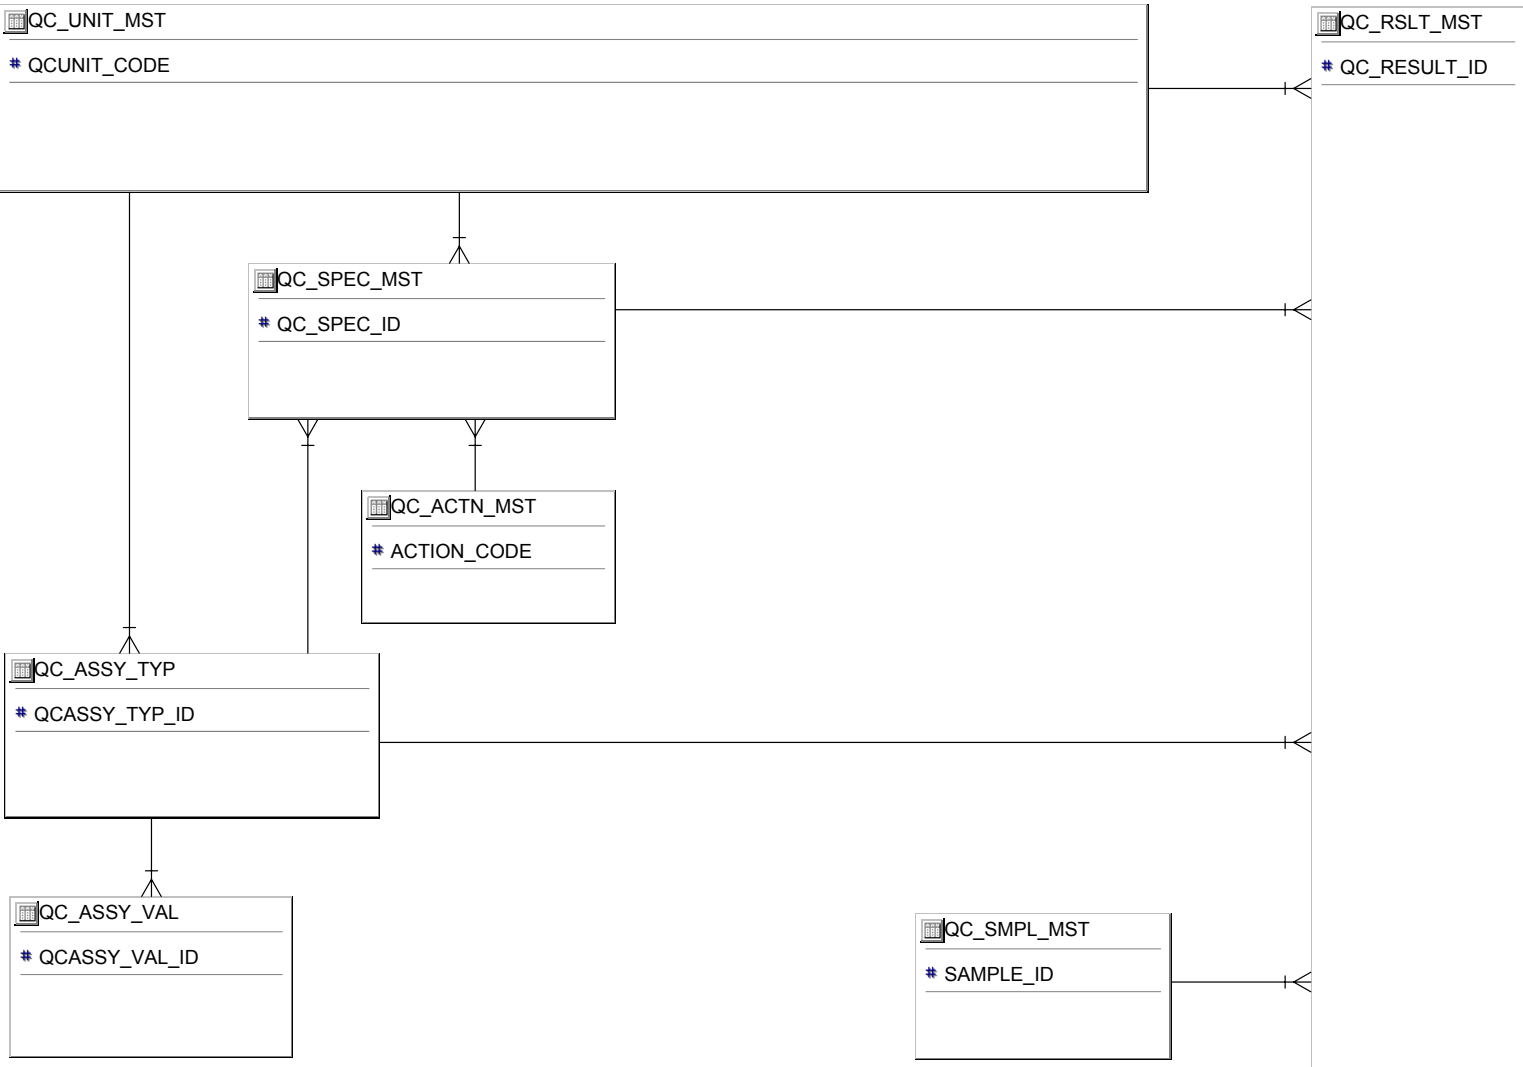 QC_UNIT_MST
# QCUNIT_CODE
QC_RSLT_MST
# QC_RESULT_ID
QC_SPEC_MST
# QC_SPEC_ID
QC_ACTN_MST
# ACTION_CODE
QC_ASSY_TYP
# QCASSY_TYP_ID
QC_ASSY_VAL
# QCASSY_VAL_ID
QC_SMPL_MST
# SAMPLE_ID